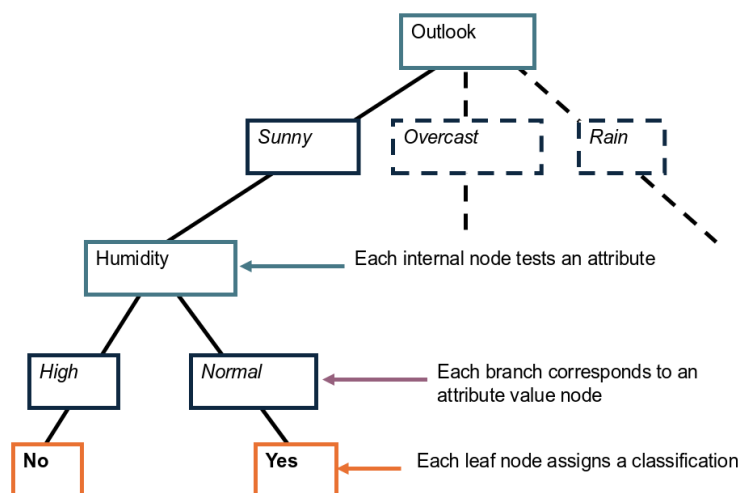 Outlook
Sunny
Overcast
Rain
Humidity
Each internal node tests an attribute
High
Normal
Each branch corresponds to an
attribute value node
No
Yes
Each leaf node assigns a classification